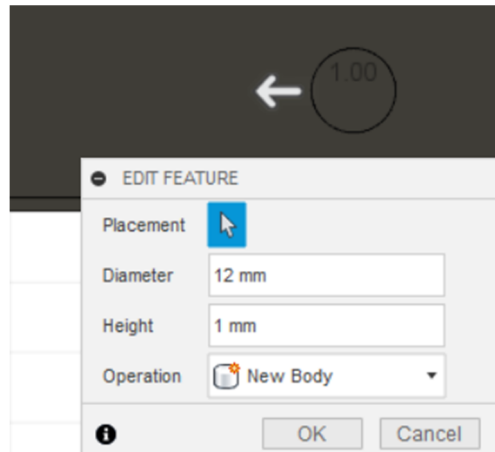 1.00
EDIT FEATURE
Placement
Diameter 12 mm
Height 1 mm
Operation New Body
OK Cancel